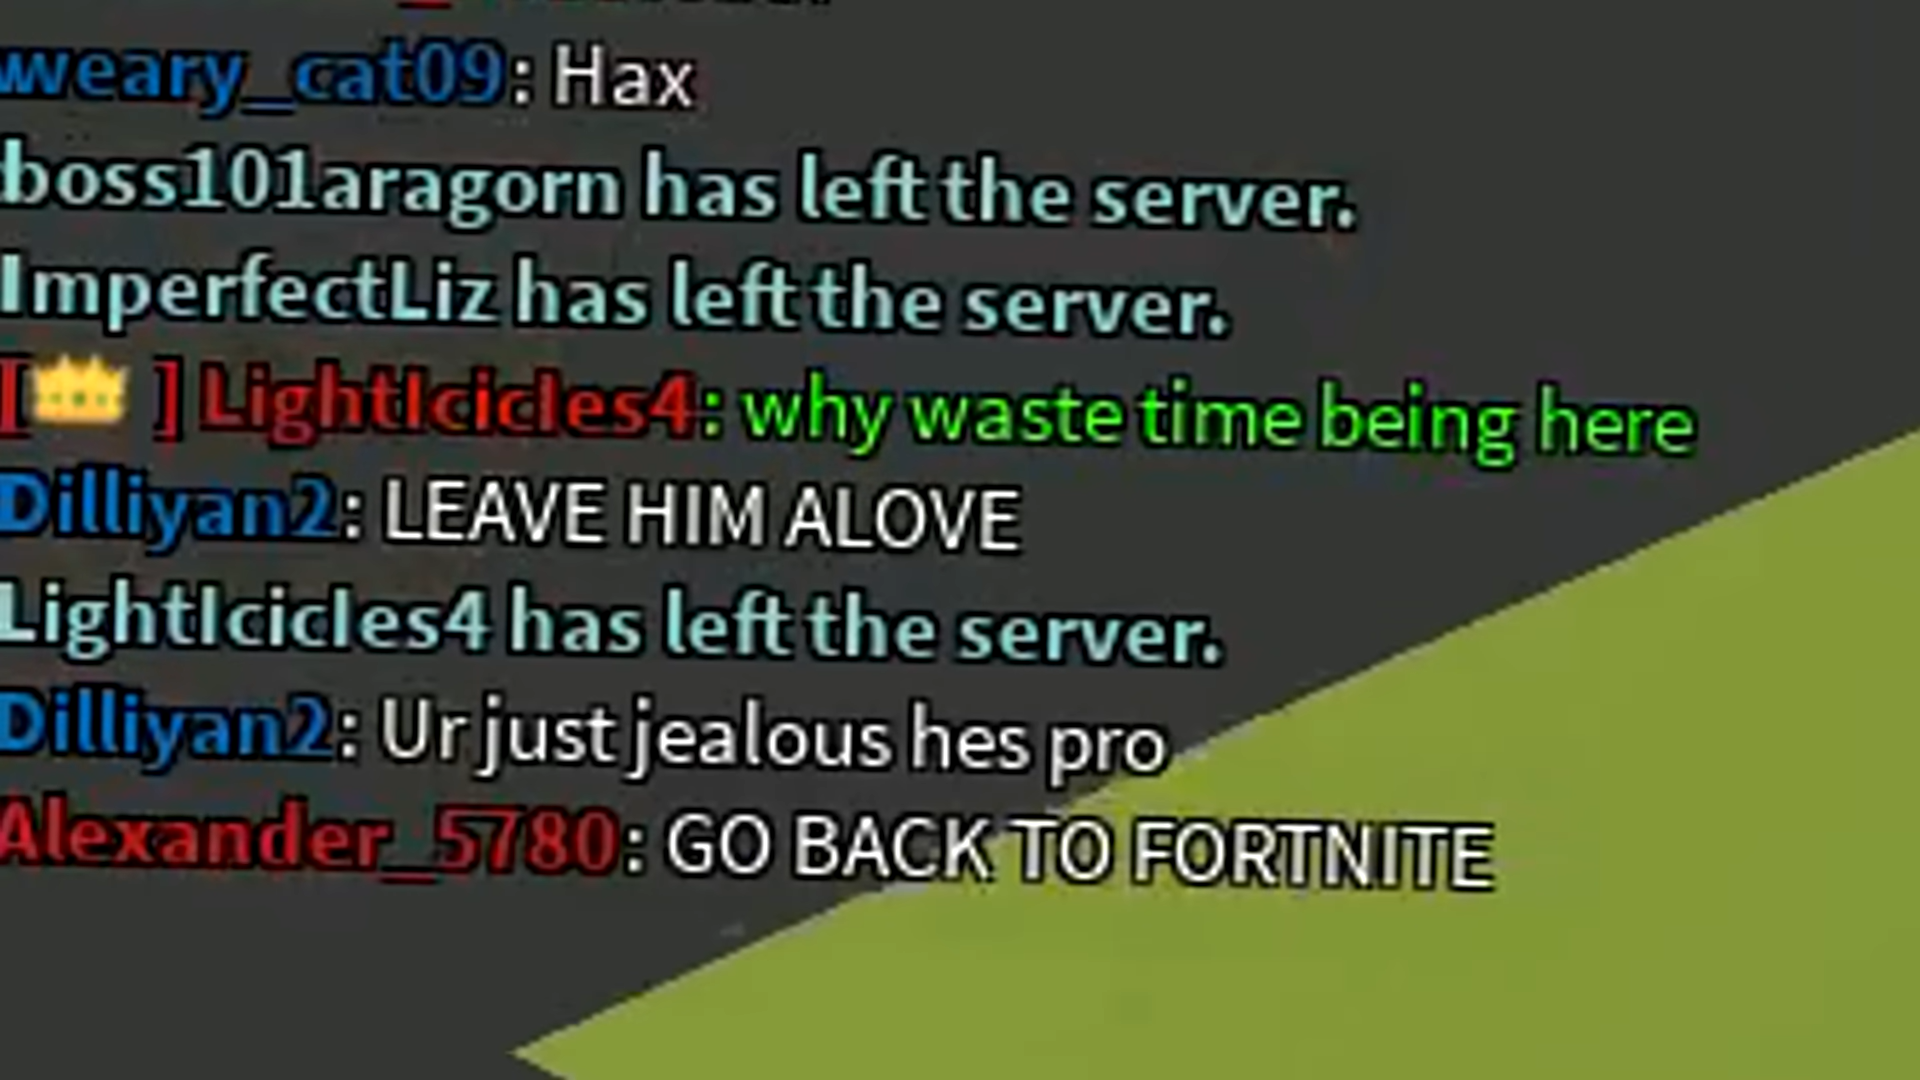 weary_cat09: Hax
boss101aragorn has left the server.
ImperfectLiz has left the server.
[👑 ] LightIcicles4: why waste time being here
Dilliyan2: LEAVE HIM ALOVE
LightIcicles4 has left the server.
Dilliyan2: Ur just jealous hes pro
Alexander_5780: GO BACK TO FORTNITE